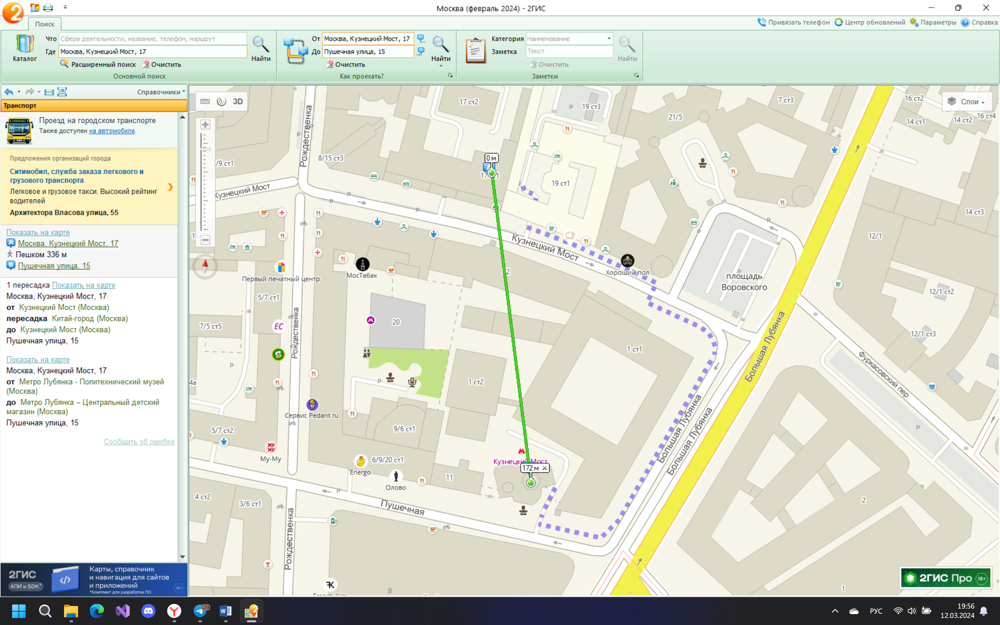 Москва (февраль 2024) - 2ГИС
Поиск
Привязать телефон
Центр обновлений
Параметры
Справка
Каталог
Что
Сфера деятельности, название, телефон, маршрут
Где
Москва, Кузнецкий Мост, 17
Расширенный поиск
Очистить
Найти
Основной поиск
От
Москва, Кузнецкий Мост, 17
До
Пушечная улица, 15
Очистить
Найти
Как проехать?
Категория
Наименование
Заметка
Текст
Очистить
Найти
Заметки
Справочники
Транспорт
Проезд на городском транспорте
Также доступен на автомобиле.
Предложения организаций города
Ситимобил, служба заказа легкового и
грузового транспорта
Легковое и грузовое такси. Высокий рейтинг
водителей
Архитектора Власова улица, 55
Показать на карте
A Москва, Кузнецкий Мост, 17
Пешком 336 м
B Пушечная улица, 15
1 пересадка Показать на карте
Москва, Кузнецкий Мост, 17
от Кузнецкий Мост (Москва)
пересадка Китай-город (Москва)
до Кузнецкий Мост (Москва)
Пушечная улица, 15
Показать на карте
Москва, Кузнецкий Мост, 17
от Метро Лубянка - Политехнический музей
(Москва)
до Метро Лубянка – Центральный детский
магазин (Москва)
Пушечная улица, 15
Сообщить об ошибке
2ГИС
АПИ и SDK*
Карты, справочник
и навигация для сайтов
и приложений
*Комплект для разработки ПО
18+
3D
Слои
17 ст2
19 ст3
21/5
7 ст3
16 ст2
16 ст4
14 ст1
14 ст2
Рождественка
8/15 ст3
0 м
19 ст1
14 ст3
Кузнецкий Мост
12/1
Кузнецкий Мост
МосТабак
Хороший пол
площадь
Воровского
Первый печатный центр
5/7 ст1
12/1 ст2
7/5 ст5
20
EC
Рождественка
12/1 ст3
1 ст1
Большая Лубянка
Фуркасовский пер
4а
1 ст2
Сервис Pedant.ru
9/6 ст1
5/7 ст2
Большая Лубянка
Большая Лубянка
МУ
МУ
Му-Му
Energo
6/9/20 ст1
Кузнецкий Мост
172 м
11
Олово
4 ст2
3/6 ст1
Пушечная
2
Рождественка
1
2ГИС Про 18+
74
РУС
19:56
12.03.2024